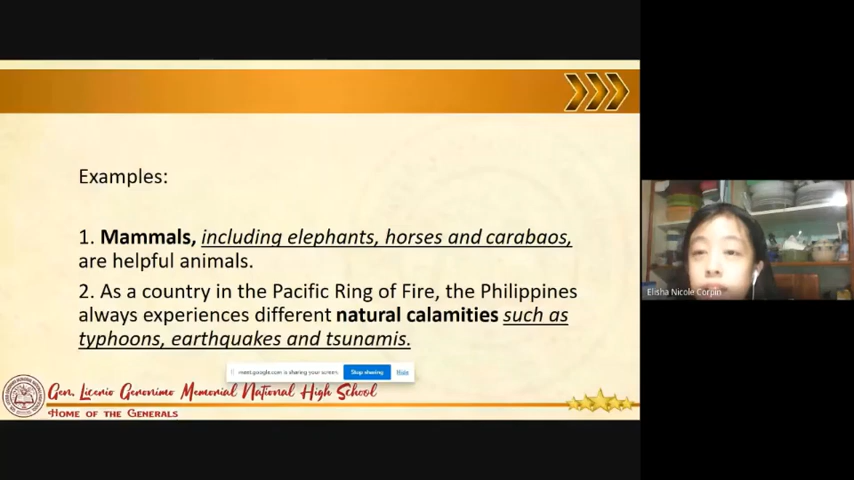 Examples:
1. Mammals, including elephants, horses and carabaos,
are helpful animals.
2. As a country in the Pacific Ring of Fire, the Philippines
always experiences different natural calamities such as
typhoons, earthquakes and tsunamis.
meet.google.com is sharing your screen.
Stop sharing
Hide
Gen. Licerio Geronimo Memorial National High School
Home of the Generals
Elisha Nicole Corpin